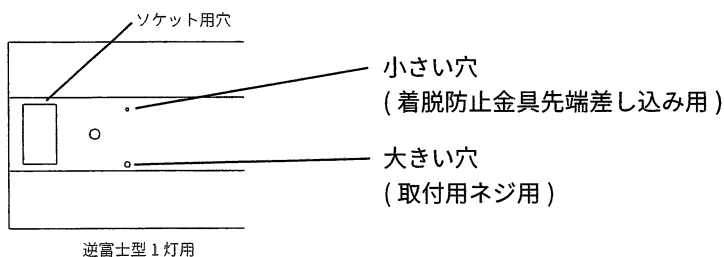 ソケット用穴
小さい穴
(着脱防止金具先端差し込み用)
大きい穴
(取付用ネジ用)
逆富士型1灯用